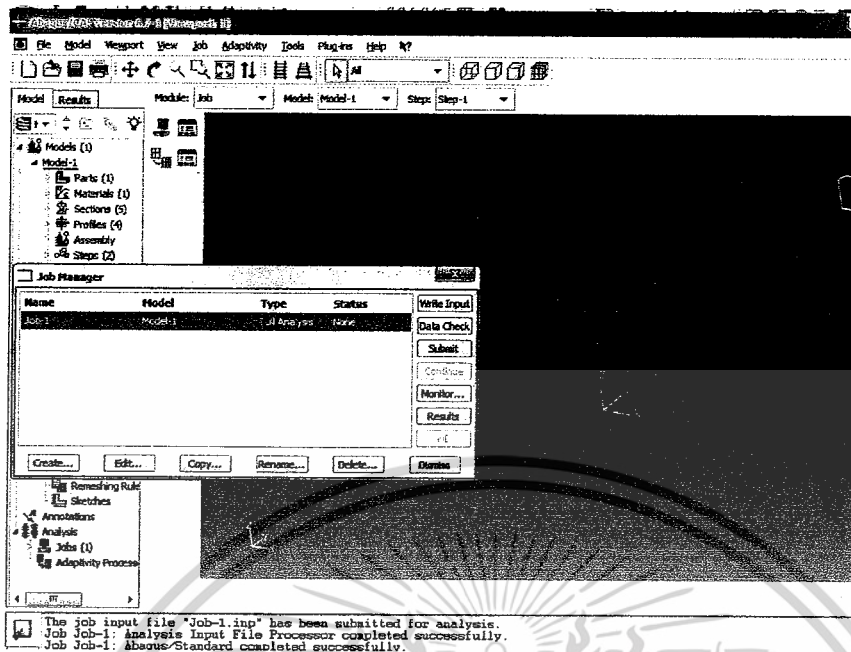 Abaqus/CAE Version 6.7-1 [Viewport: 1]
File Model Viewport View Job Adaptivity Tools Plug-ins Help
All
Model Results Module: Job Model: Model-1 Step: Step-1
Models (1)
Model-1
Parts (1)
Materials (1)
Sections (5)
Profiles (4)
Assembly
Steps (2)
Job Manager
Name Model Type Status Write Input
Job-1 Model-1 Full Analysis None Data Check
Submit
Continue
Monitor...
Results
Create... Edit... Copy... Rename... Delete... Dismiss
Remeshing Rule
Sketches
Annotations
Analysis
Jobs (1)
Adaptivity Process
The job input file "Job-1.inp" has been submitted for analysis.
Job Job-1: Analysis Input File Processor completed successfully.
Job Job-1: Abaqus/Standard completed successfully.